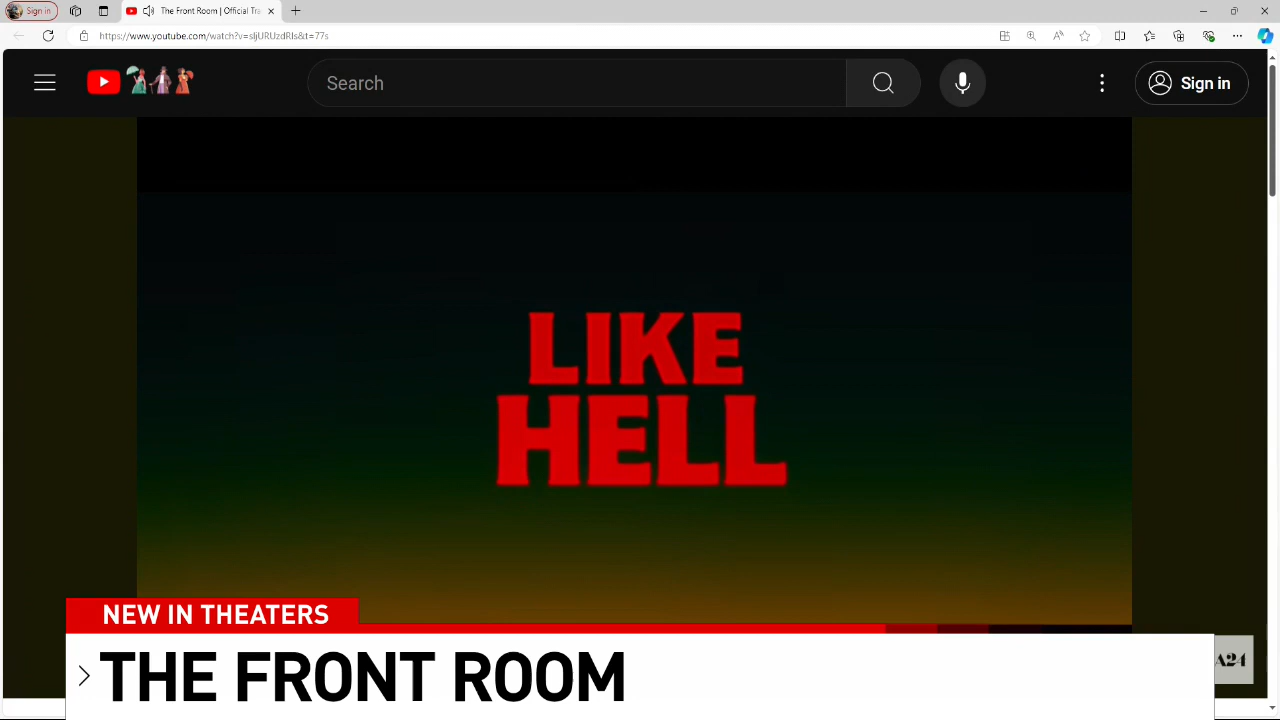 Sign in
The Front Room | Official Tra
https://www.youtube.com/watch?v=sljURUzdRls&t=77s
Search
Sign in
LIKE
HELL
NEW IN THEATERS
THE FRONT ROOM
A24